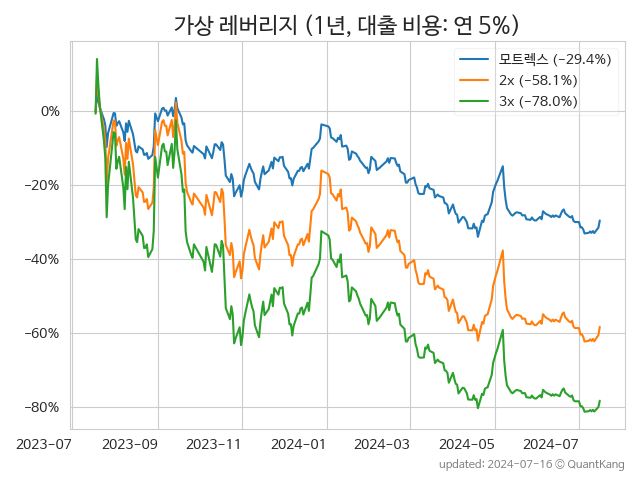 가상 레버리지 (1년, 대출 비용: 연 5%)
모트렉스 (−29.4%)
2x (−58.1%)
3x (−78.0%)
0%
−20%
−40%
−60%
−80%
2023-07 2023-09 2023-11 2024-01 2024-03 2024-05 2024-07
updated: 2024-07-16 © QuantKang